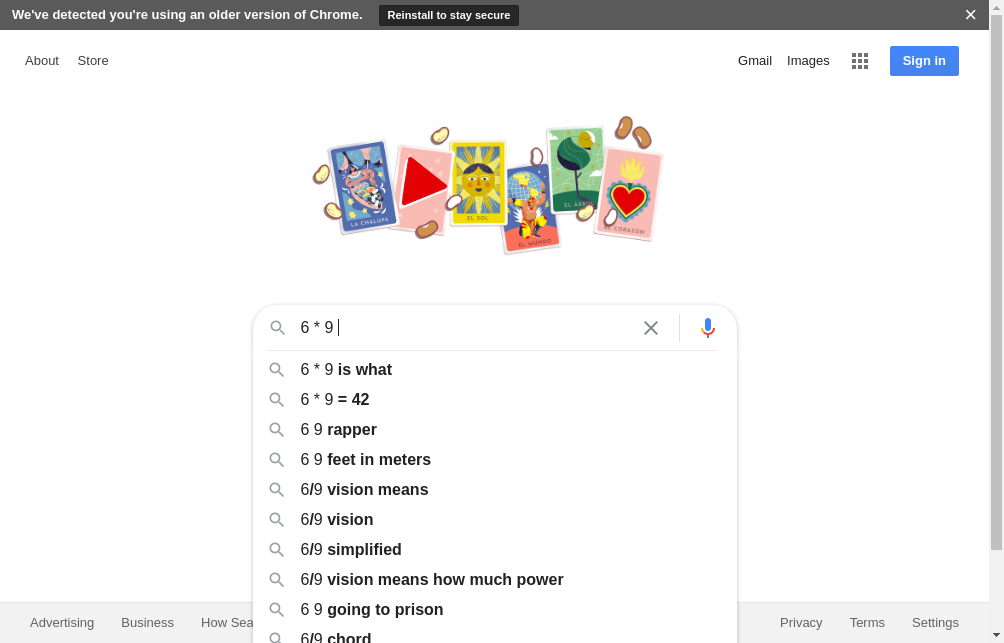 We've detected you're using an older version of Chrome. Reinstall to stay secure
About Store Gmail Images Sign in
LA CHALUPA
EL SOL
EL MUNDO
EL CORAZÓN
6 * 9
6 * 9 is what
6 * 9 = 42
6 9 rapper
6 9 feet in meters
6/9 vision means
6/9 vision
6/9 simplified
6/9 vision means how much power
6 9 going to prison
6/9 chord
Advertising Business How Sea Privacy Terms Settings